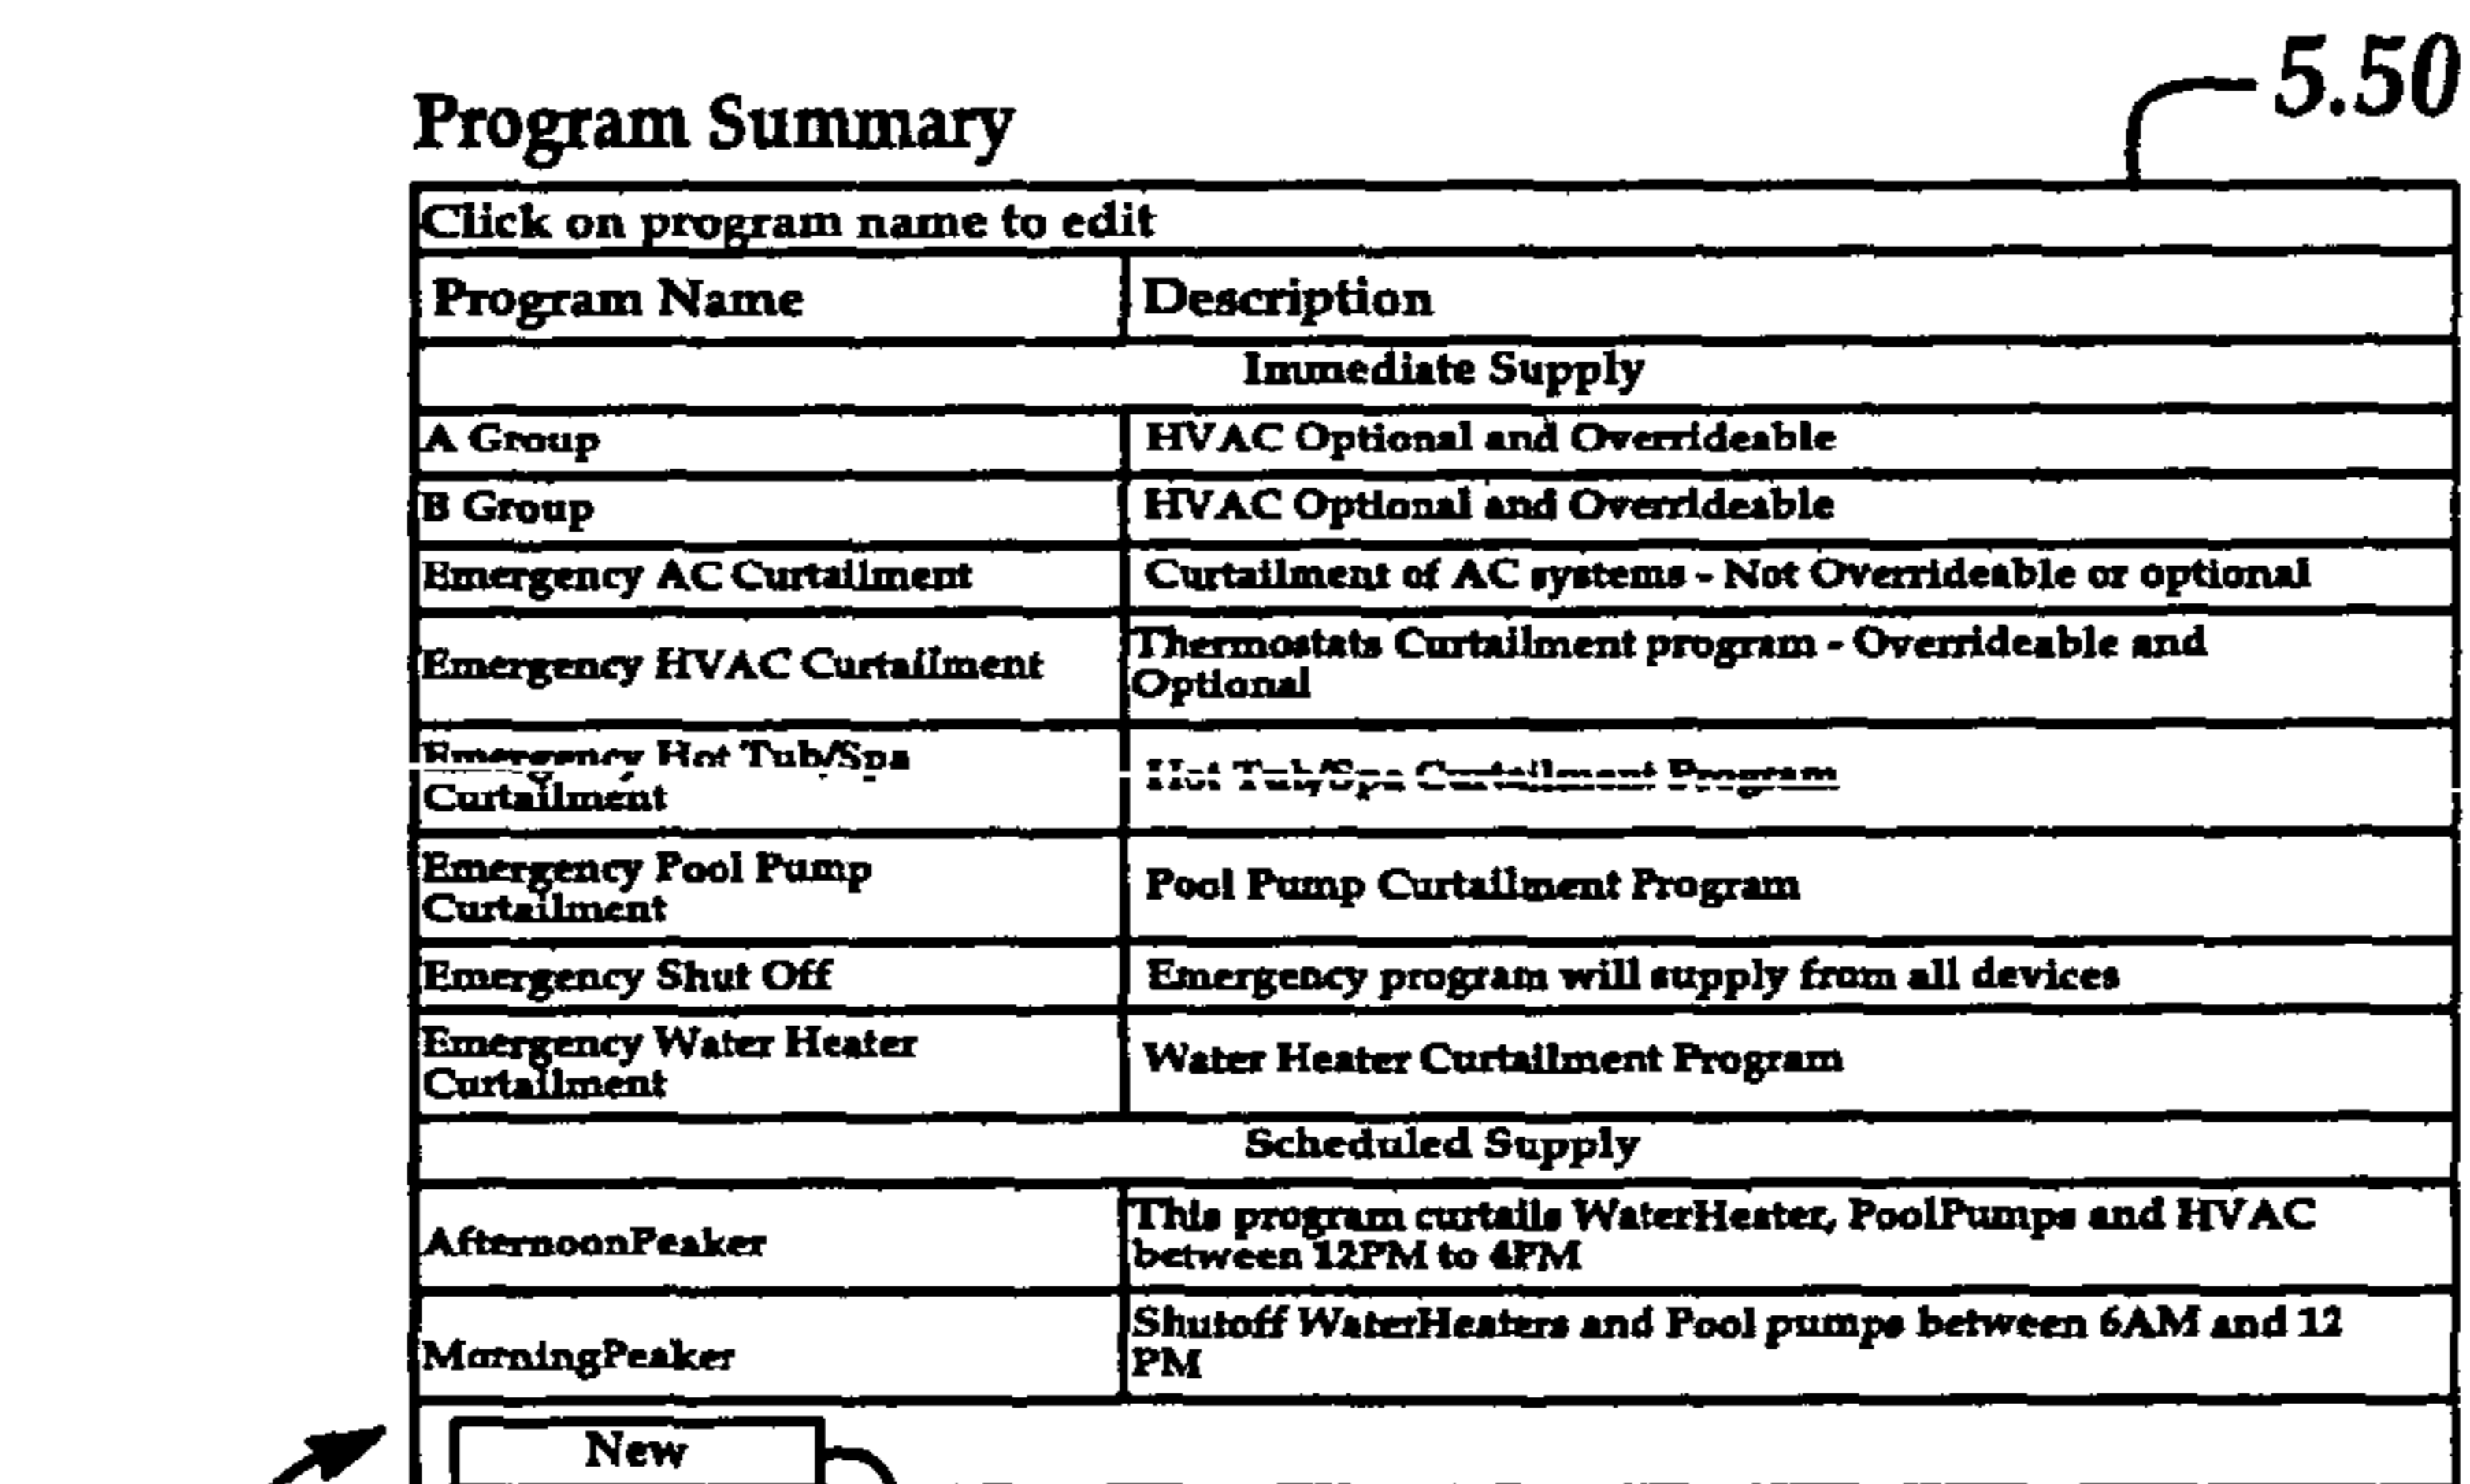 5.50
Program Summary
Click on program name to edit
Program Name Description
Immediate Supply
A Group HVAC Optional and Overrideable
B Group HVAC Optional and Overrideable
Emergency AC Curtailment Curtailment of AC systems - Not Overrideable or optional
Emergency HVAC Curtailment Thermostats Curtailment program - Overrideable and
Optional
Emergency Hot Tub/Spa
Curtailment
Hot Tub/Spa Curtailment Program
Emergency Pool Pump
Curtailment
Pool Pump Curtailment Program
Emergency Shut Off Emergency program will supply from all devices
Emergency Water Heater
Curtailment
Water Heater Curtailment Program
Scheduled Supply
AfternoonPeaker This program curtails WaterHeater, PoolPumps and HVAC
between 12PM to 4PM
MorningPeaker Shutoff WaterHeaters and Pool pumps between 6AM and 12
PM
New